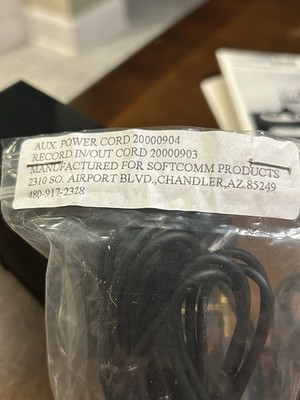 AUX. POWER CORD 20000904
RECORD IN/OUT CORD 20000903
MANUFACTURED FOR SOFTCOMM PRODUCTS
2310 SO. AIRPORT BLVD.,CHANDLER,AZ.85249
480-917-2328